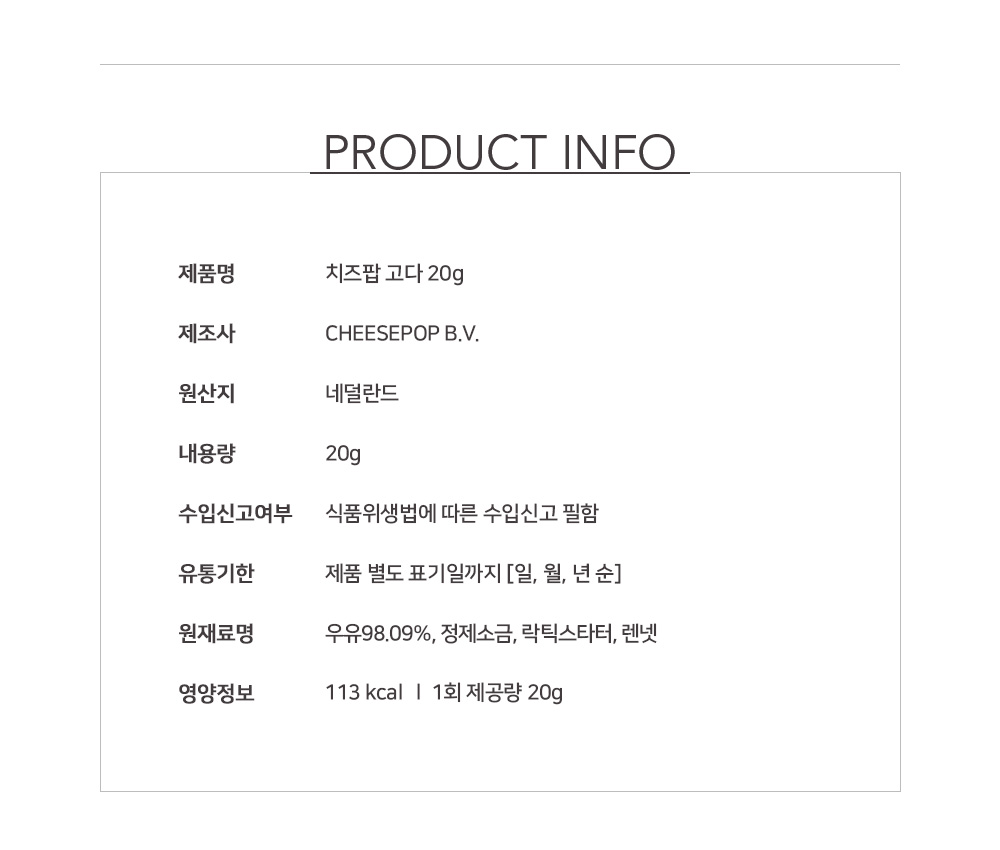 PRODUCT INFO
제품명 치즈팝 고다 20g
제조사 CHEESEPOP B.V.
원산지 네덜란드
내용량 20g
수입신고여부 식품위생법에 따른 수입신고 필함
유통기한 제품 별도 표기일까지 [일, 월, 년 순]
원재료명 우유98.09%, 정제소금, 락틱스타터, 렌넷
영양정보 113 kcal ㅣ 1회 제공량 20g